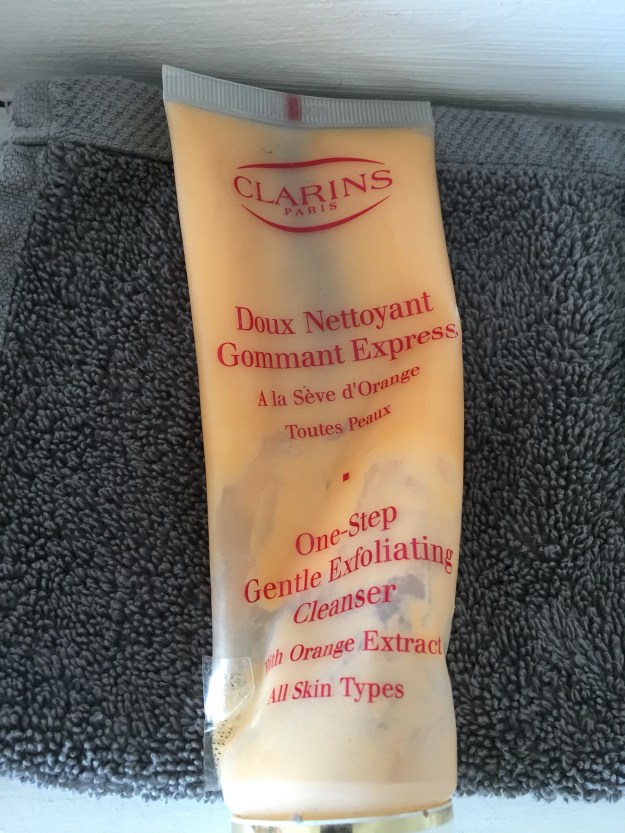 CLARINS
PARIS
Doux Nettoyant
Gommant Express
A la Sève d'Orange
Toutes Peaux
One-Step
Gentle Exfoliating
Cleanser
Orange Extract
All Skin Types